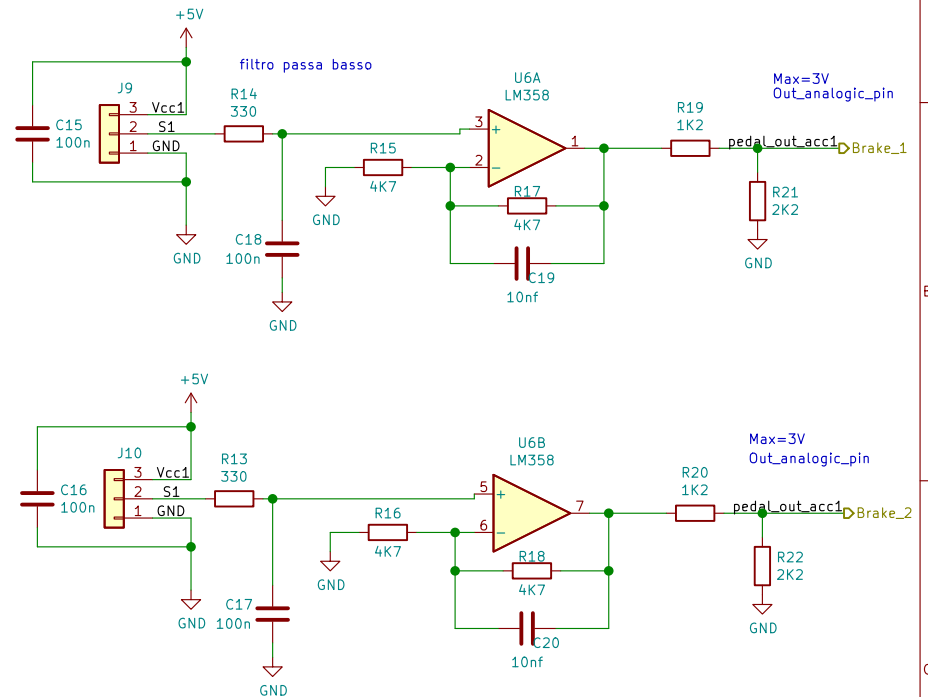 +5V
filtro passa basso
J9
3 Vcc1
2 S1
1 GND
C15
100n
GND
R14
330
C18
100n
GND
R15
4K7
GND
U6A
LM358
3
+
2
-
1
R17
4K7
C19
10nf
R19
1K2
Max=3V
Out_analogic_pin
pedal_out_acc1
Brake_1
R21
2K2
GND
B
+5V
J10
3 Vcc1
2 S1
1 GND
C16
100n
GND
R13
330
C17
100n
GND
R16
4K7
GND
U6B
LM358
5
+
6
-
7
R18
4K7
C20
10nf
R20
1K2
Max=3V
Out_analogic_pin
pedal_out_acc1
Brake_2
R22
2K2
GND